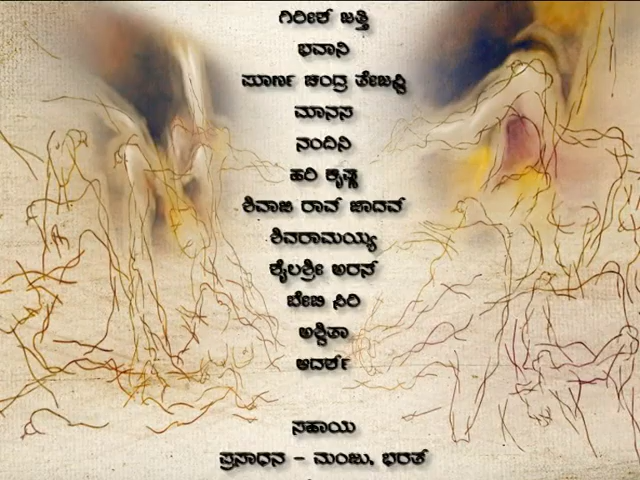 ಗಿರೀಶ ಜತ್ತಿ
ಭವಾನಿ
ಪೂರ್ಣ ಚಂದ್ರ ತೇಜಸ್ವಿ
ಮಾನಸ
ನಂದಿನಿ
ಹರಿ ಕೃಷ್ಣ
ಶಿವಾಜಿ ರಾವ್ ಜಾದವ್
ಶಿವರಾಮಯ್ಯ
ಶೈಲಶ್ರೀ ಅರಸ್
ಬೇಬಿ ಸಿರಿ
ಅಶ್ವಿತಾ
ಆದರ್ಶ
ಸಹಾಯ
ಪ್ರಸಾಧನ - ಮಂಜು, ಭರತ್